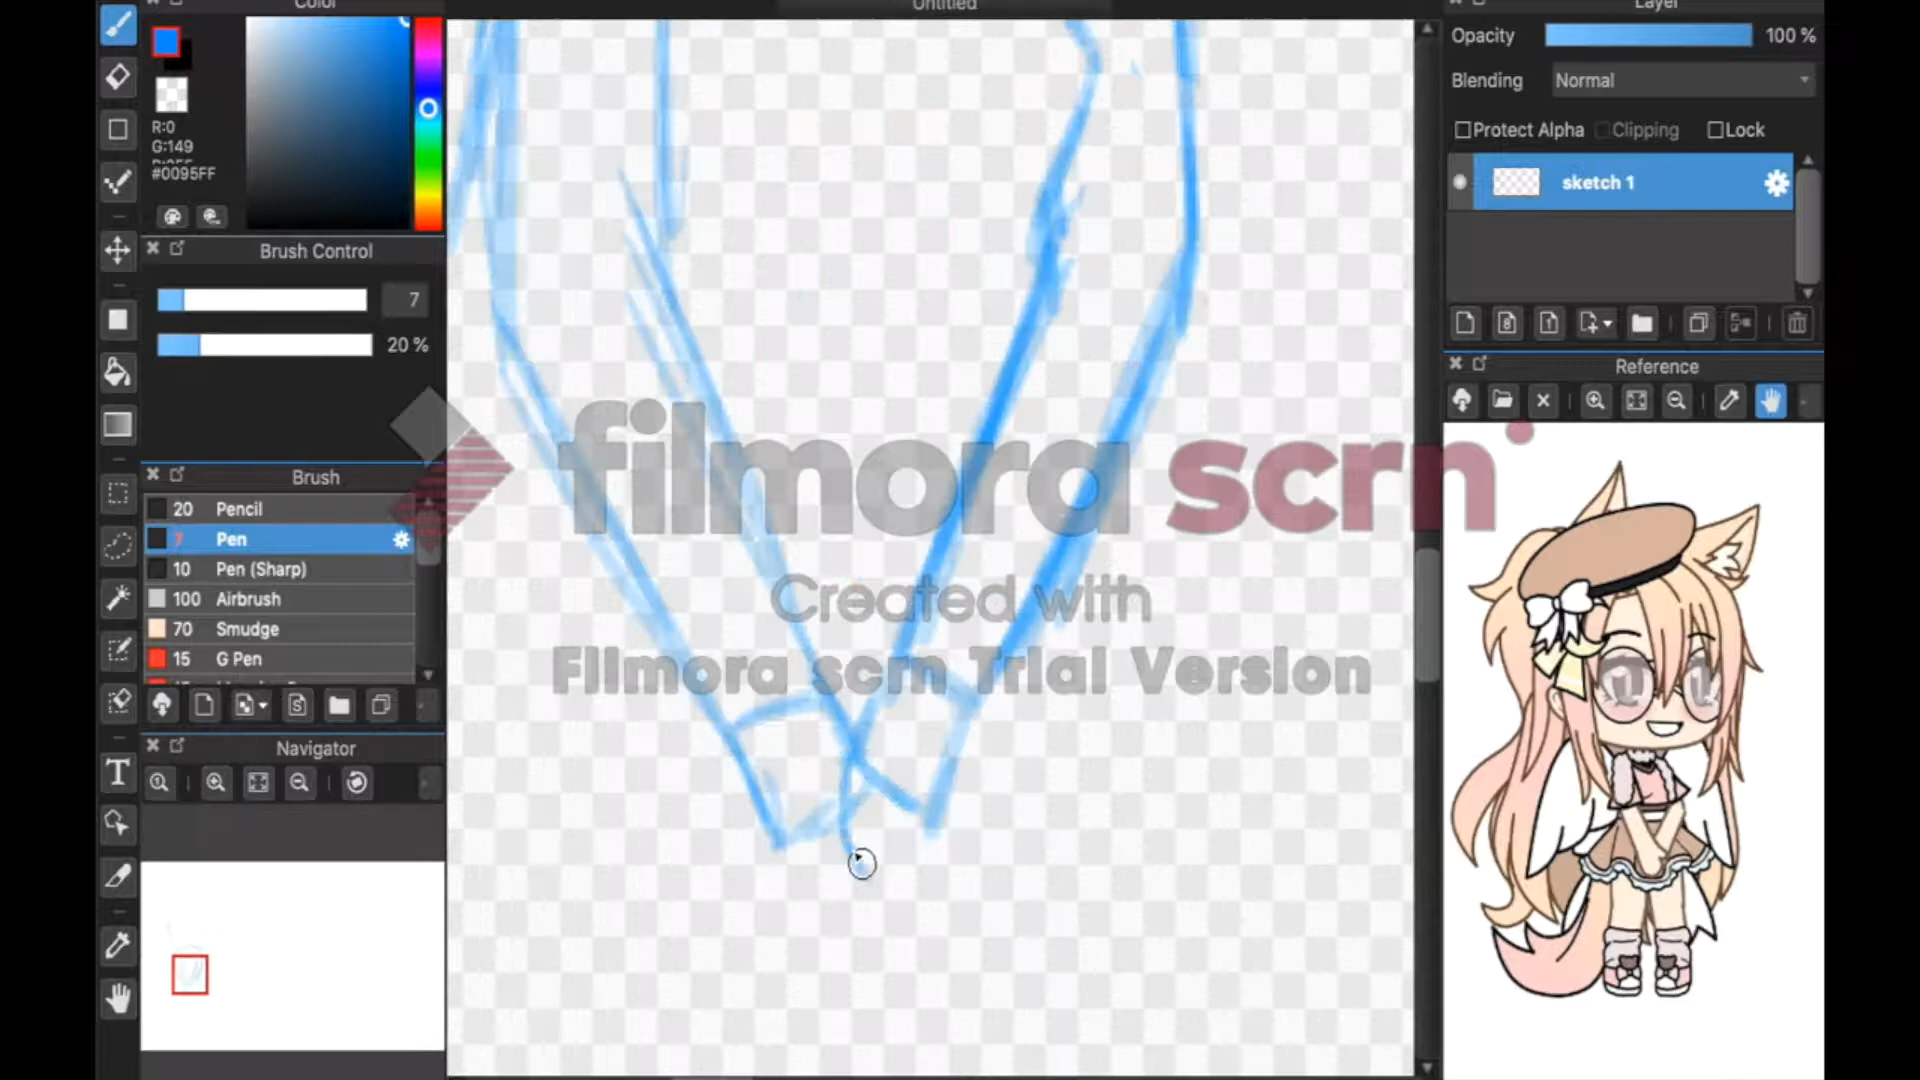 Color
Untitled
Layer
R:0
G:149
#0095FF
Opacity 100 %
Blending Normal
Protect Alpha Clipping Lock
sketch 1
Brush Control
7
20 %
Brush
20 Pencil
7 Pen
10 Pen (Sharp)
100 Airbrush
70 Smudge
15 G Pen
Navigator
Reference
filmora scrn
Created with
Filmora scrn Trial Version